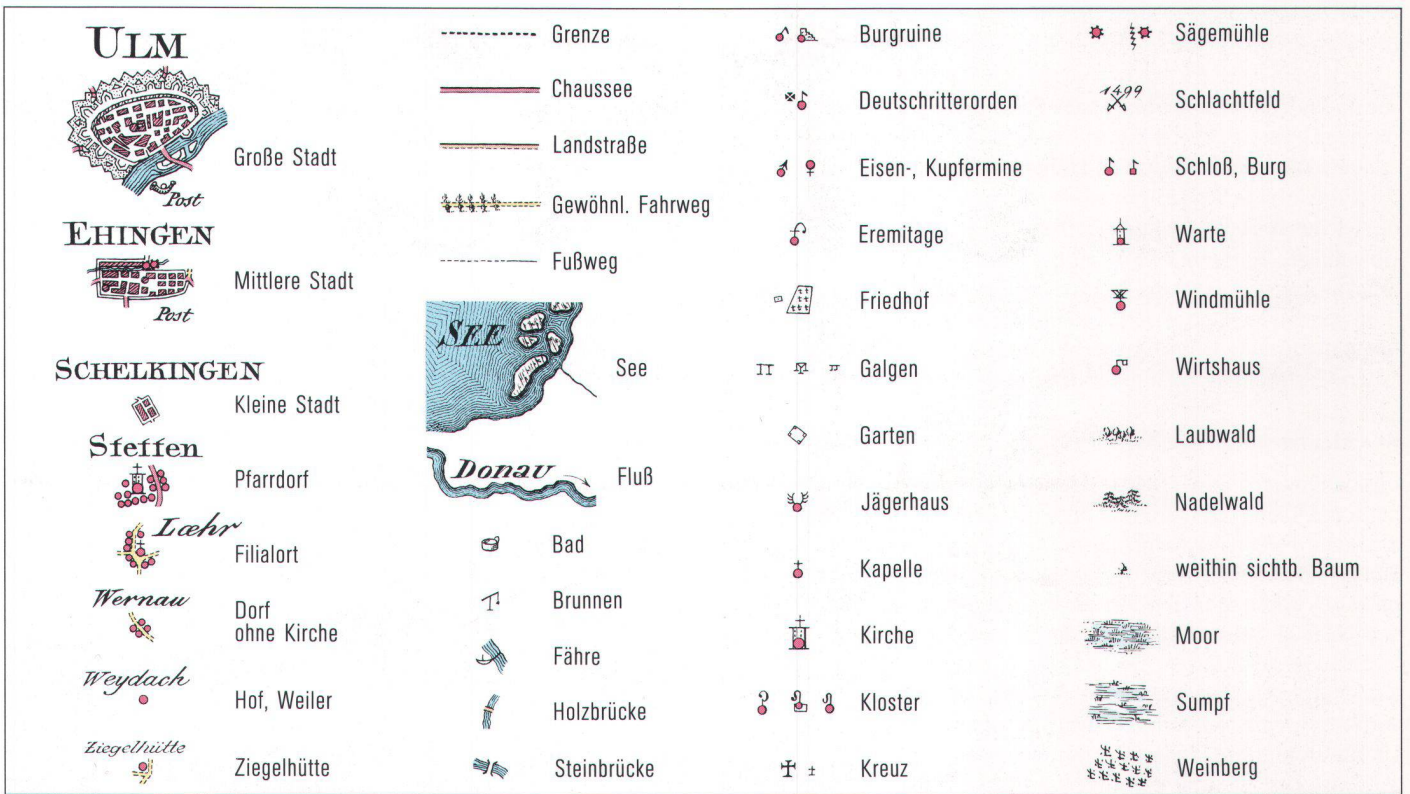 ULM
Große Stadt
Post
EHINGEN
Mittlere Stadt
Post
SCHELKINGEN
Kleine Stadt
Stetten
Pfarrdorf
Læhr
Filialort
Wernau
Dorf
ohne Kirche
Weydach
Hof, Weiler
Ziegelhütte
Ziegelhütte
Grenze
Chaussee
Landstraße
Gewöhnl. Fahrweg
Fußweg
SEE
See
Donau
Fluß
Bad
Brunnen
Fähre
Holzbrücke
Steinbrücke
Burgruine
Deutschritterorden
Eisen-, Kupfermine
Eremitage
Friedhof
Galgen
Garten
Jägerhaus
Kapelle
Kirche
Kloster
Kreuz
Sägemühle
1499
Schlachtfeld
Schloß, Burg
Warte
Windmühle
Wirtshaus
Laubwald
Nadelwald
weithin sichtb. Baum
Moor
Sumpf
Weinberg